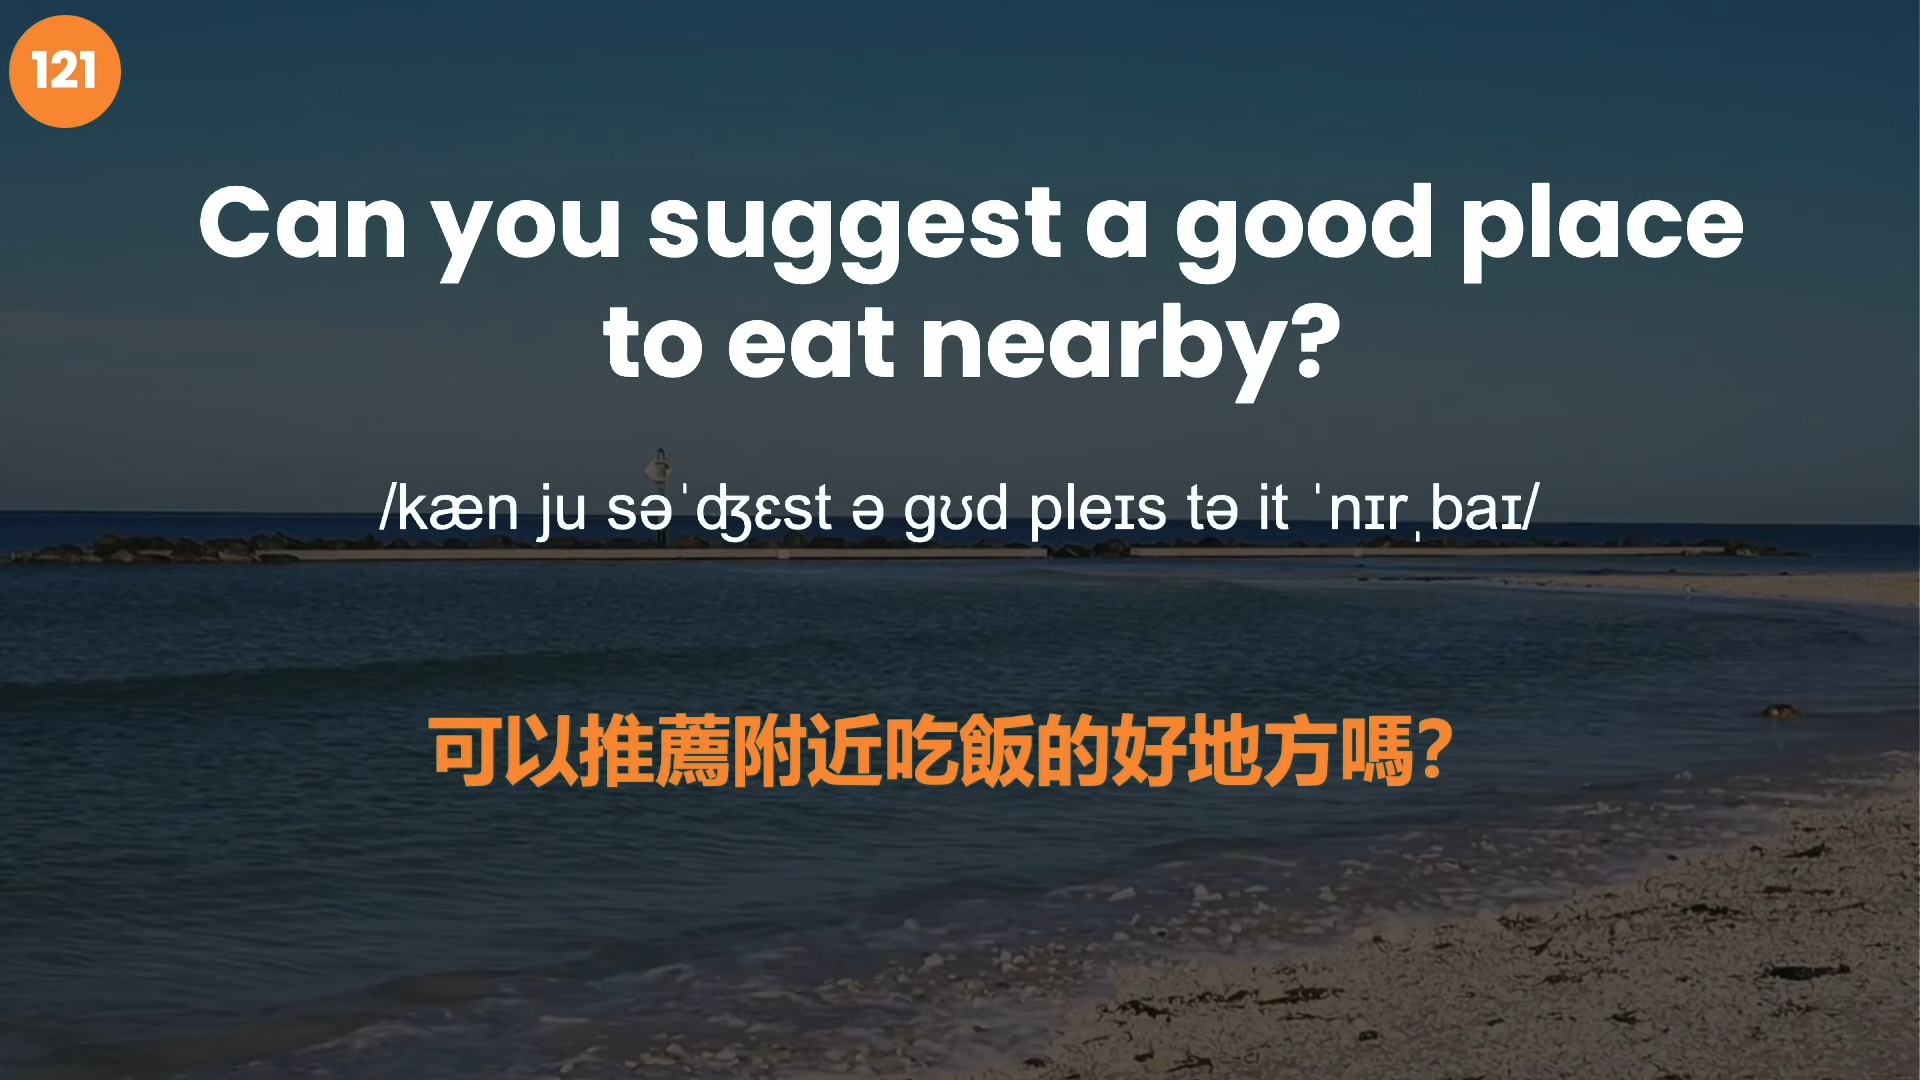 121
Can you suggest a good place
to eat nearby?
/kæn ju səˈʤɛst ə gʊd pleɪs tə it ˈnɪrˌbaɪ/
可以推薦附近吃飯的好地方嗎？